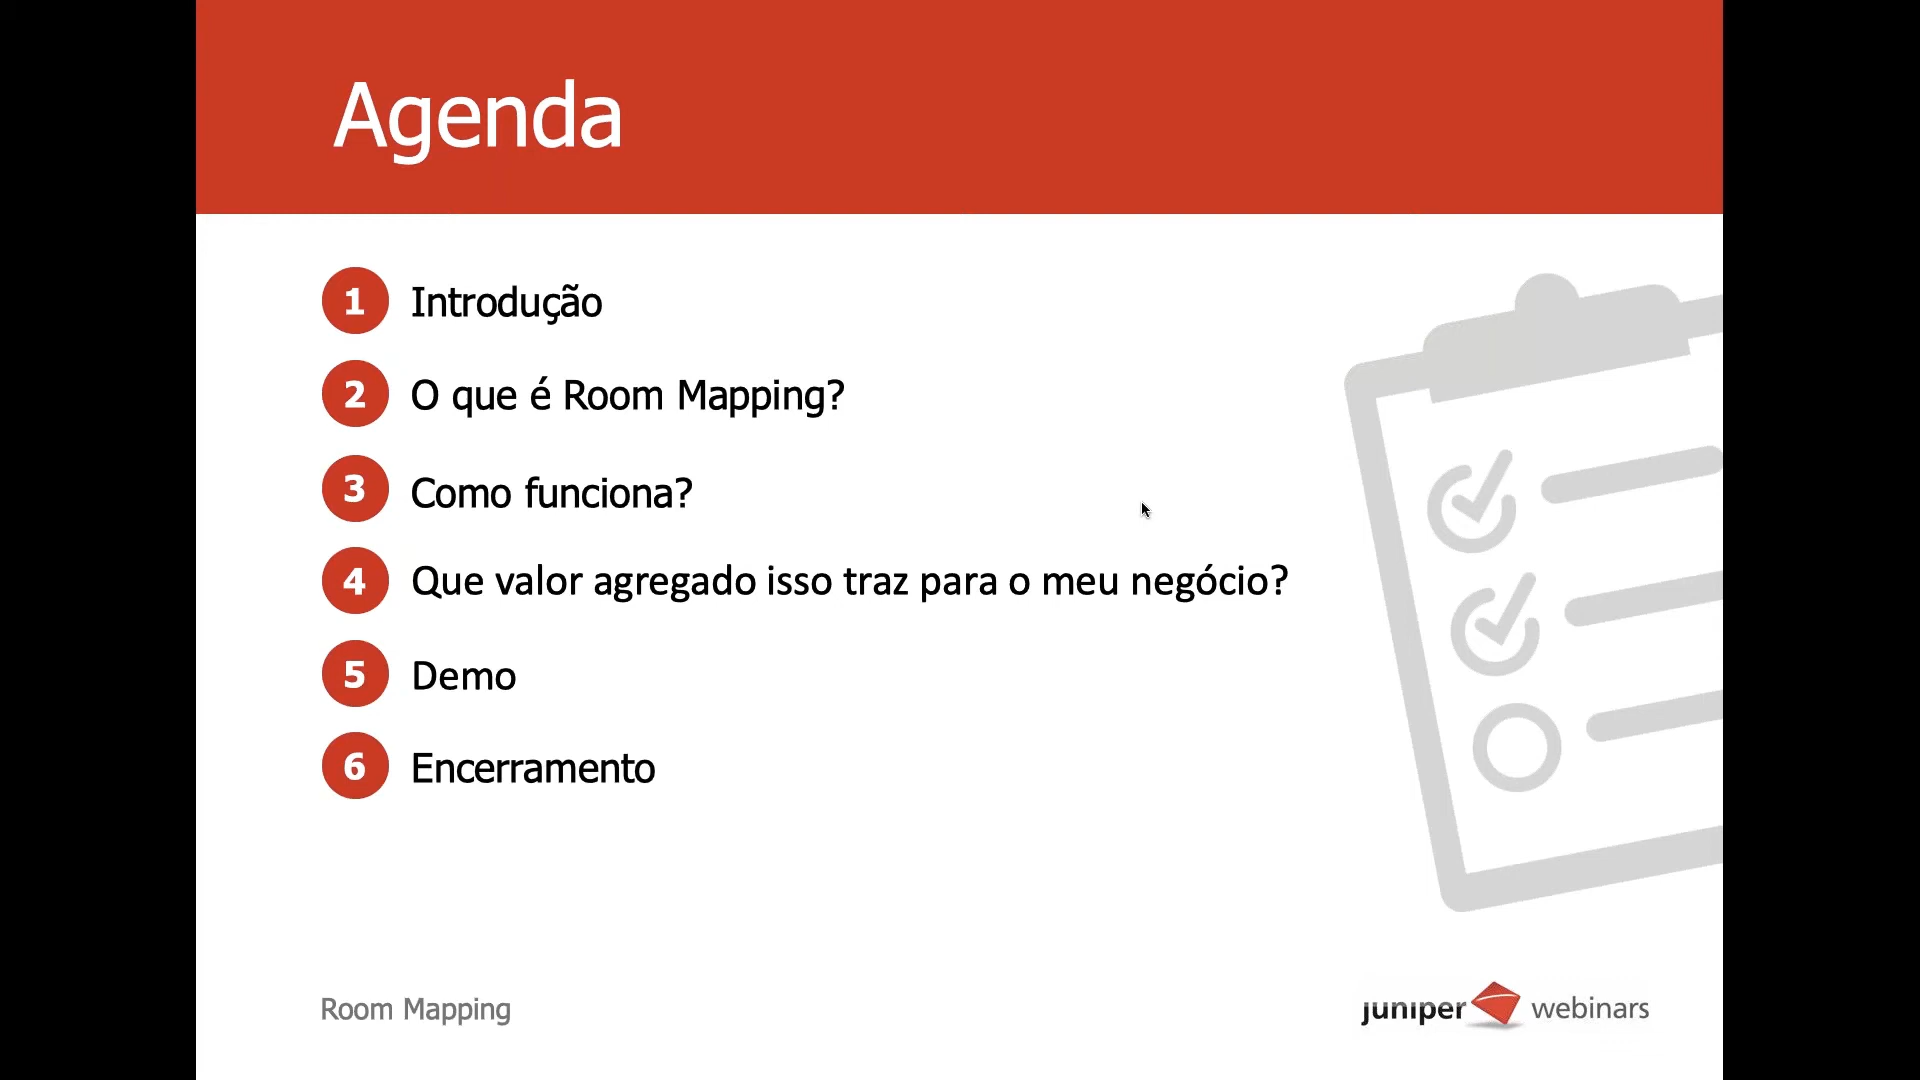 Agenda
1 Introdução
2 O que é Room Mapping?
3 Como funciona?
4 Que valor agregado isso traz para o meu negócio?
5 Demo
6 Encerramento
Room Mapping
juniper webinars